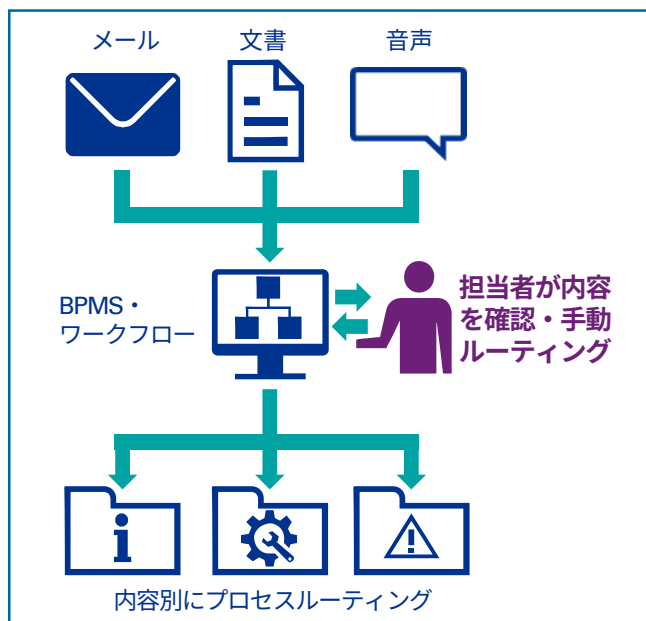 メール
文書
音声
BPMS・
ワークフロー
担当者が内容
を確認・手動
ルーティング
内容別にプロセスルーティング